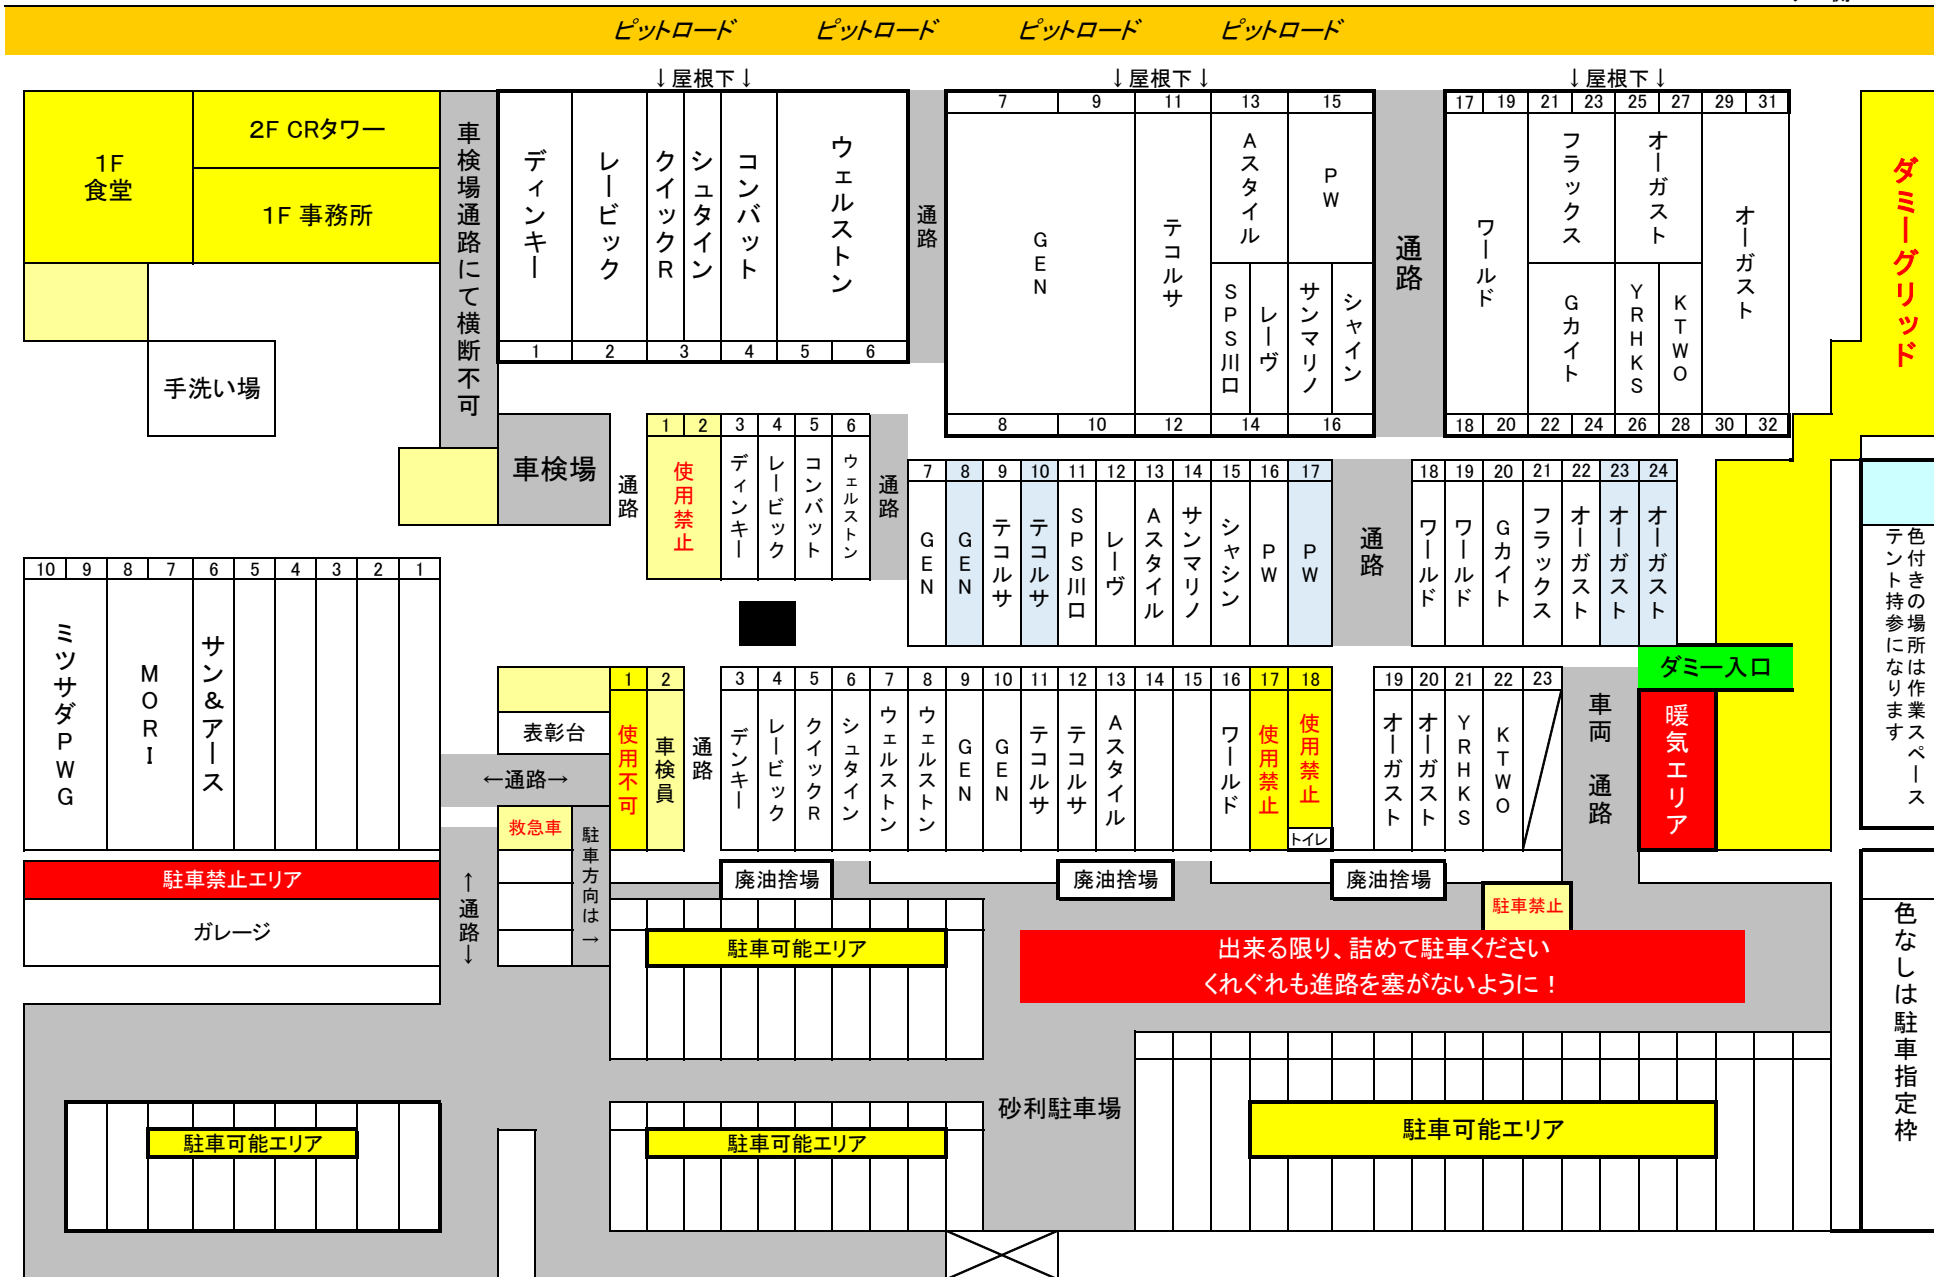 ピットロード ピットロード ピットロード ピットロード
↓屋根下↓ ↓屋根下↓ ↓屋根下↓
1F
食堂
2F CRタワー
1F 事務所
手洗い場
車検場通路にて横断不可
ディンキー
レービック
クイックR
シュタイン
コンバット
ウェルストン
1 2 3 4 5 6
通路
7 9 11 13 15
GEN
テコルサ
Aスタイル
PW
SPS川口
レーヴ
サンマリノ
シャイン
8 10 12 14 16
通路
17 19 21 23 25 27 29 31
ワールド
フラックス
オーガスト
オーガスト
Gカイト
YRHKS
KTWO
18 20 22 24 26 28 30 32
ダミーグリッド
車検場
通路
1 2 3 4 5 6
使用禁止
ディンキー
レービック
コンバット
ウェルストン
通路
7 8 9 10 11 12 13 14 15 16 17
GEN
GEN
テコルサ
テコルサ
SPS川口
レーヴ
Aスタイル
サンマリノ
シャシン
PW
PW
通路
18 19 20 21 22 23 24
ワールド
ワールド
Gカイト
フラックス
オーガスト
オーガスト
オーガスト
色付きの場所は作業スペース
テント持参になります
10 9 8 7 6 5 4 3 2 1
ミツサダPWG
MORI
サン&アース
表彰台
←通路→
1 2
使用不可
車検員
通路
3 4 5 6 7 8 9 10 11 12 13 14 15 16 17 18
デンキー
レービック
クイックR
シュタイン
ウェルストン
ウェルストン
GEN
GEN
テコルサ
テコルサ
Aスタイル
ワールド
使用禁止
使用禁止
トイレ
19 20 21 22 23
オーガスト
オーガスト
YRHKS
KTWO
車両 通路
ダミー入口
暖気エリア
救急車
駐車方向は→
駐車禁止エリア
ガレージ
↑通路↓
廃油捨場 廃油捨場 廃油捨場
駐車禁止
駐車可能エリア
出来る限り、詰めて駐車ください
くれぐれも進路を塞がないように！
色なしは駐車指定枠
砂利駐車場
駐車可能エリア
駐車可能エリア
駐車可能エリア